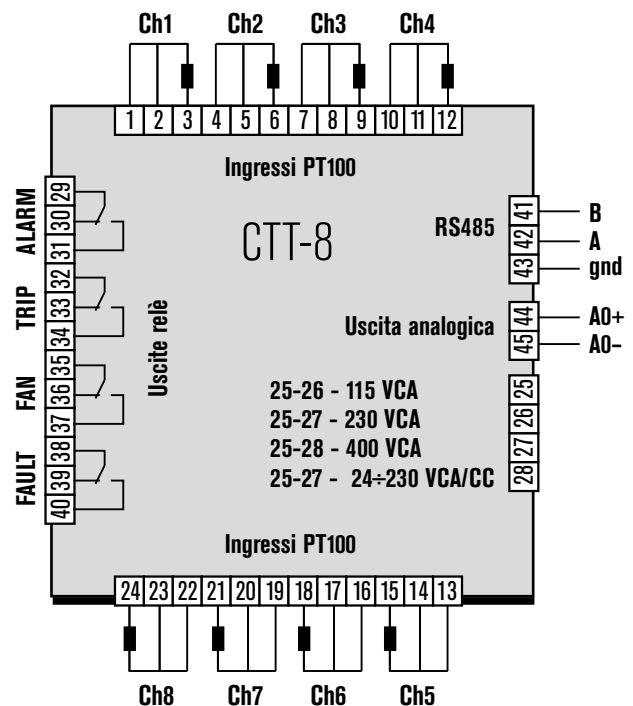 Ch1 Ch2 Ch3 Ch4
1 2 3 4 5 6 7 8 9 10 11 12
Ingressi PT100
ALARM
29
30
31
TRIP
32
33
34
FAN
35
36
37
FAULT
38
39
40
Uscite relè
CTT-8
RS485
41 B
42 A
43 gnd
Uscita analogica
44 A0+
45 A0-
25-26 - 115 VCA
25-27 - 230 VCA
25-28 - 400 VCA
25-27 - 24÷230 VCA/CC
25
26
27
28
Ingressi PT100
24 23 22 21 20 19 18 17 16 15 14 13
Ch8 Ch7 Ch6 Ch5